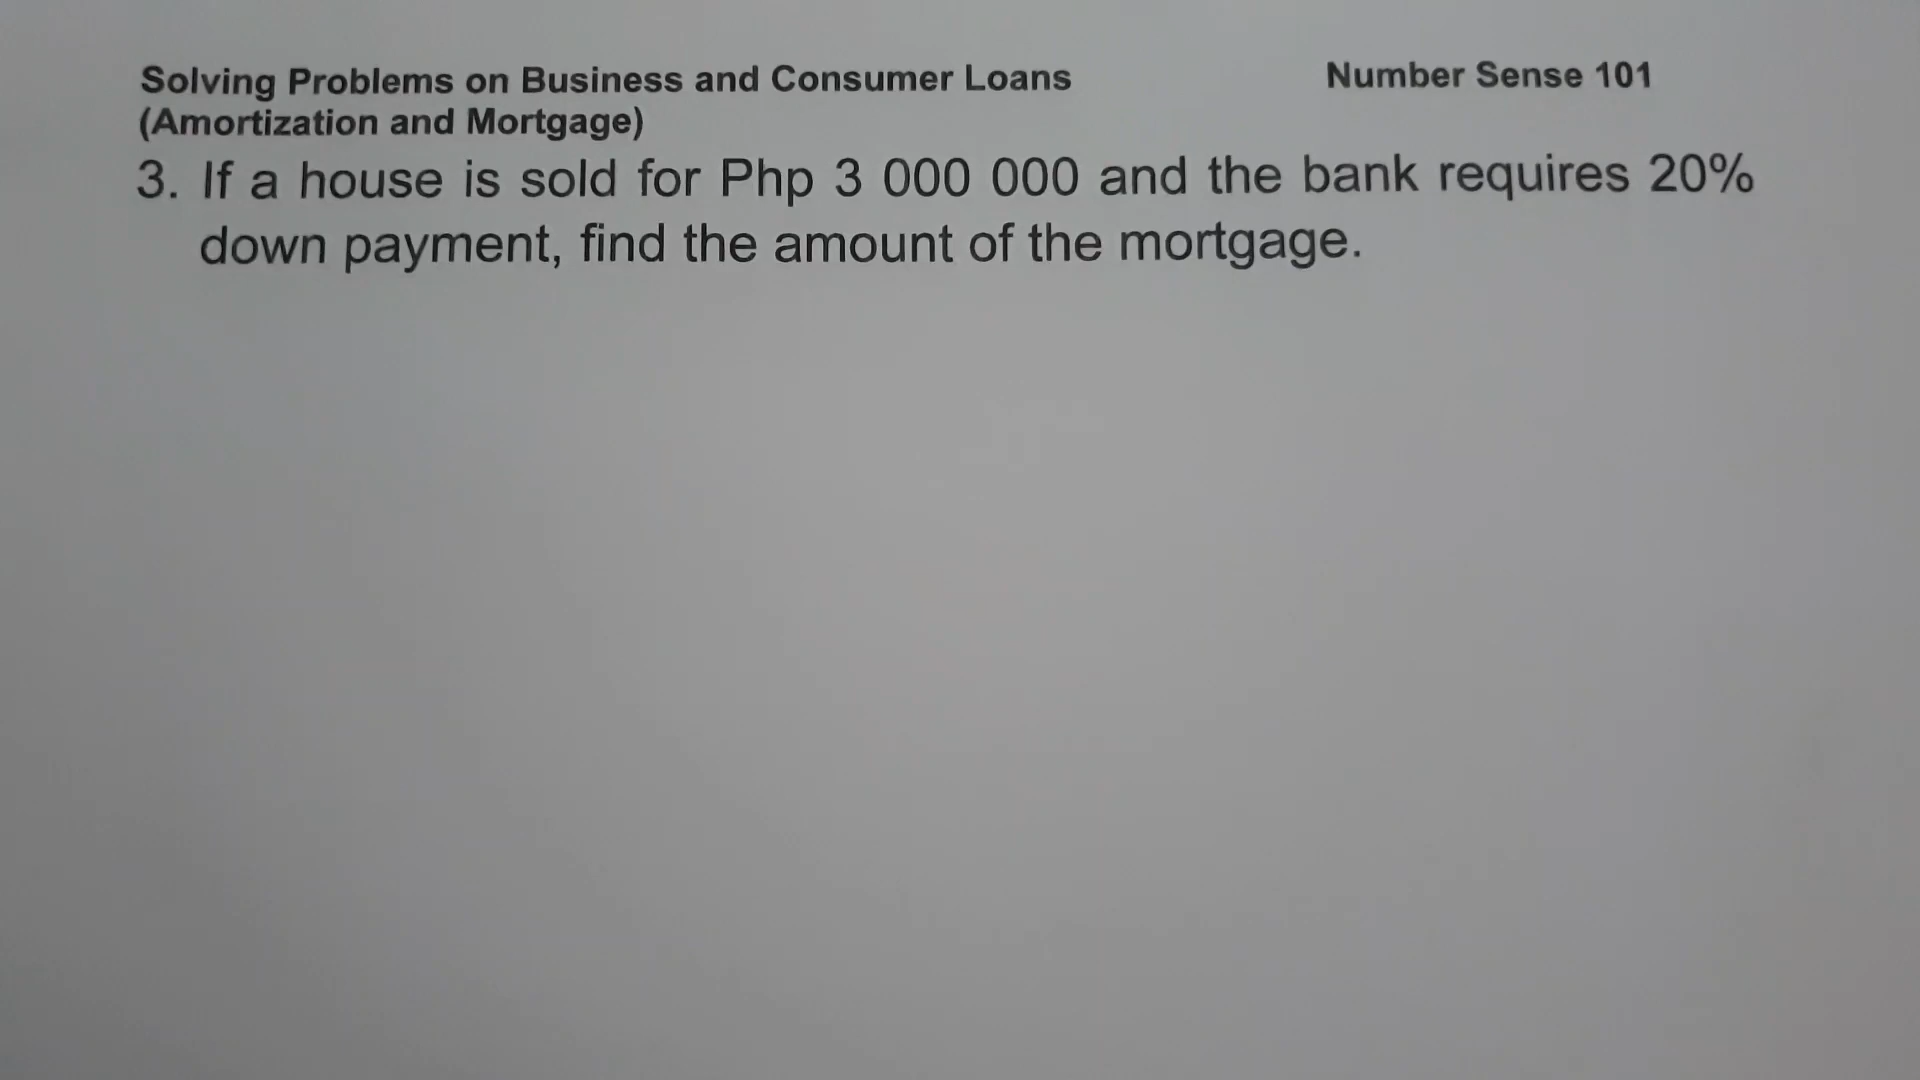 Solving Problems on Business and Consumer Loans Number Sense 101
(Amortization and Mortgage)
3. If a house is sold for Php 3 000 000 and the bank requires 20%
down payment, find the amount of the mortgage.